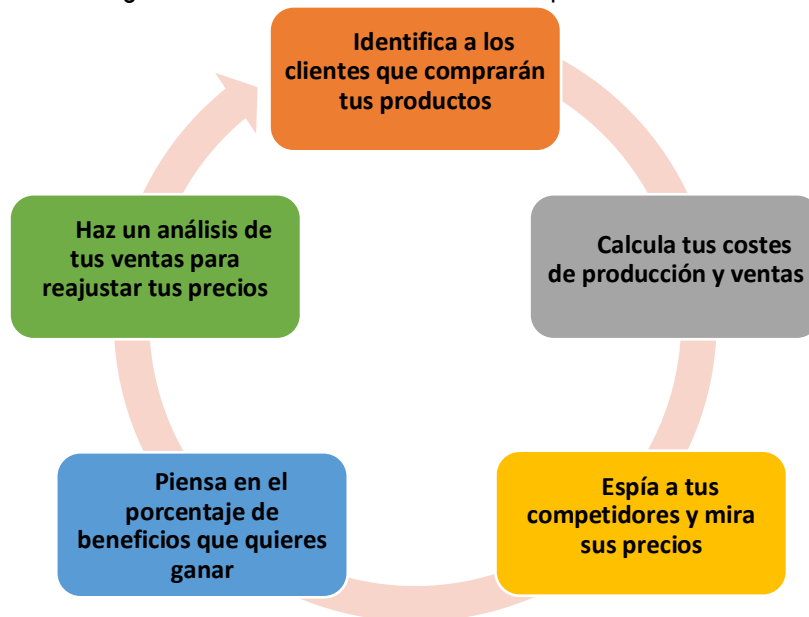 Identifica a los
clientes que comprarán
tus productos
Calcula tus costes
de producción y ventas
Espía a tus
competidores y mira
sus precios
Piensa en el
porcentaje de
beneficios que quieres
ganar
Haz un análisis de
tus ventas para
reajustar tus precios